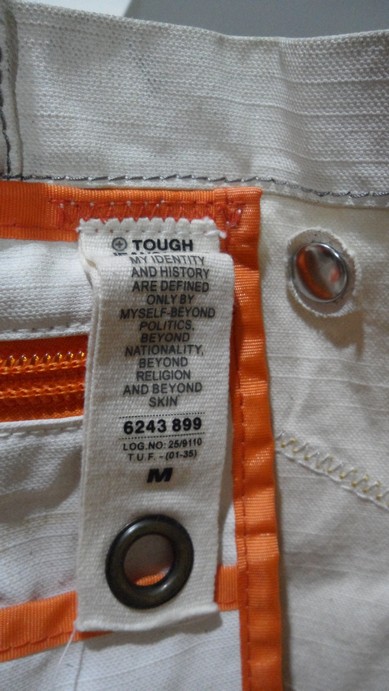 TOUGH
MY IDENTITY
AND HISTORY
ARE DEFINED
ONLY BY
MYSELF-BEYOND
POLITICS,
BEYOND
NATIONALITY,
BEYOND
RELIGION
AND BEYOND
SKIN
6243 899
LOG.NO: 25/9110
T.U.F. - (01-35)
M